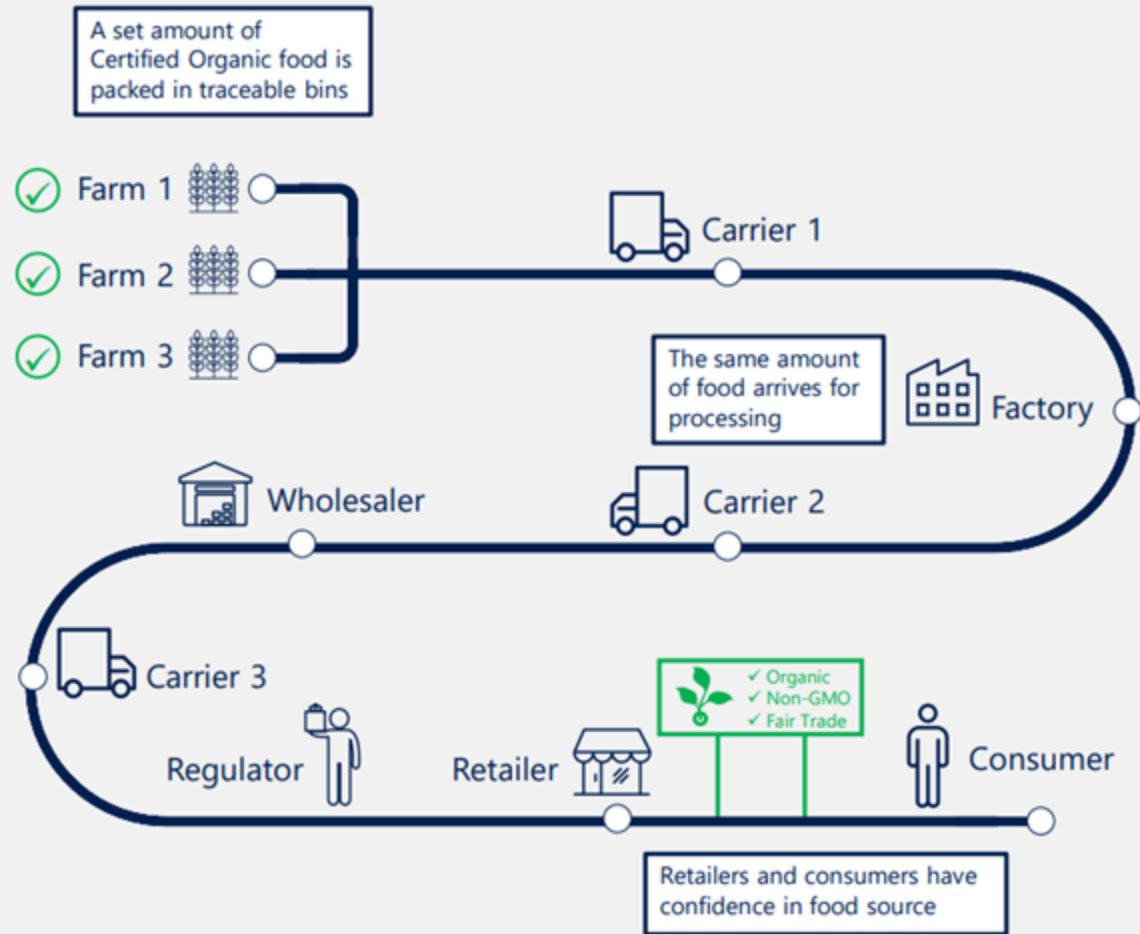 A set amount of
Certified Organic food is
packed in traceable bins
Farm 1
Farm 2
Farm 3
Carrier 1
The same amount
of food arrives for
processing
Factory
Carrier 2
Wholesaler
Carrier 3
Regulator
Retailer
✓ Organic
✓ Non-GMO
✓ Fair Trade
Consumer
Retailers and consumers have
confidence in food source